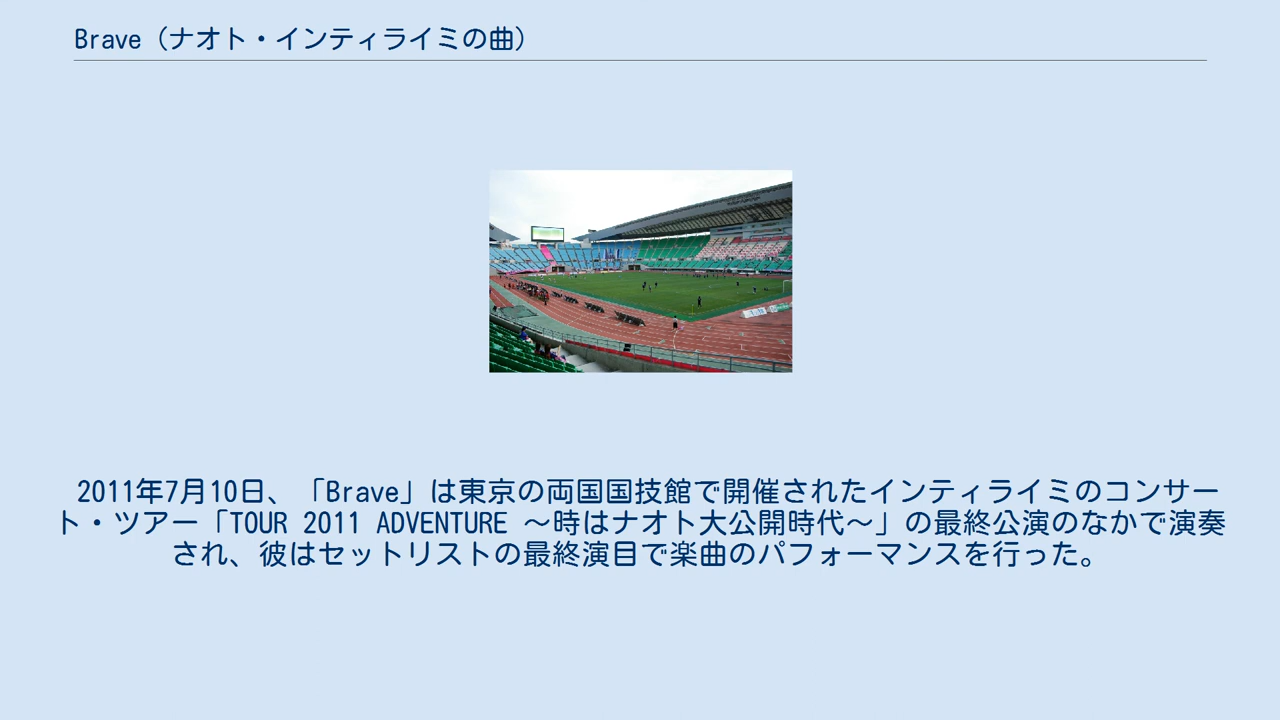 Brave（ナオト・インティライミの曲）
2011年7月10日、「Brave」は東京の両国国技館で開催されたインティライミのコンサー
ト・ツアー「TOUR 2011 ADVENTURE ～時はナオト大公開時代～」の最終公演のなかで演奏
され、彼はセットリストの最終演目で楽曲のパフォーマンスを行った。